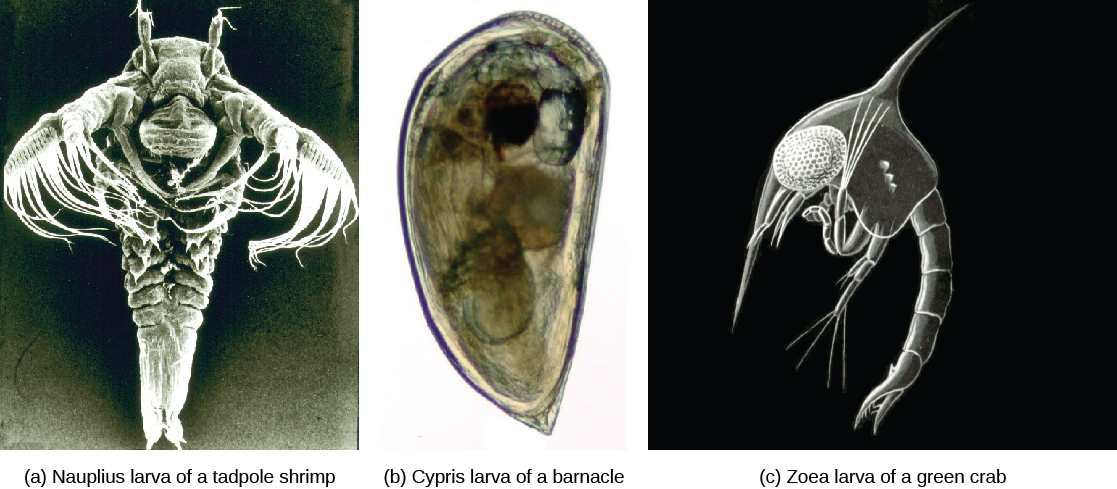 (a) Nauplius larva of a tadpole shrimp
(b) Cypris larva of a barnacle
(c) Zoea larva of a green crab